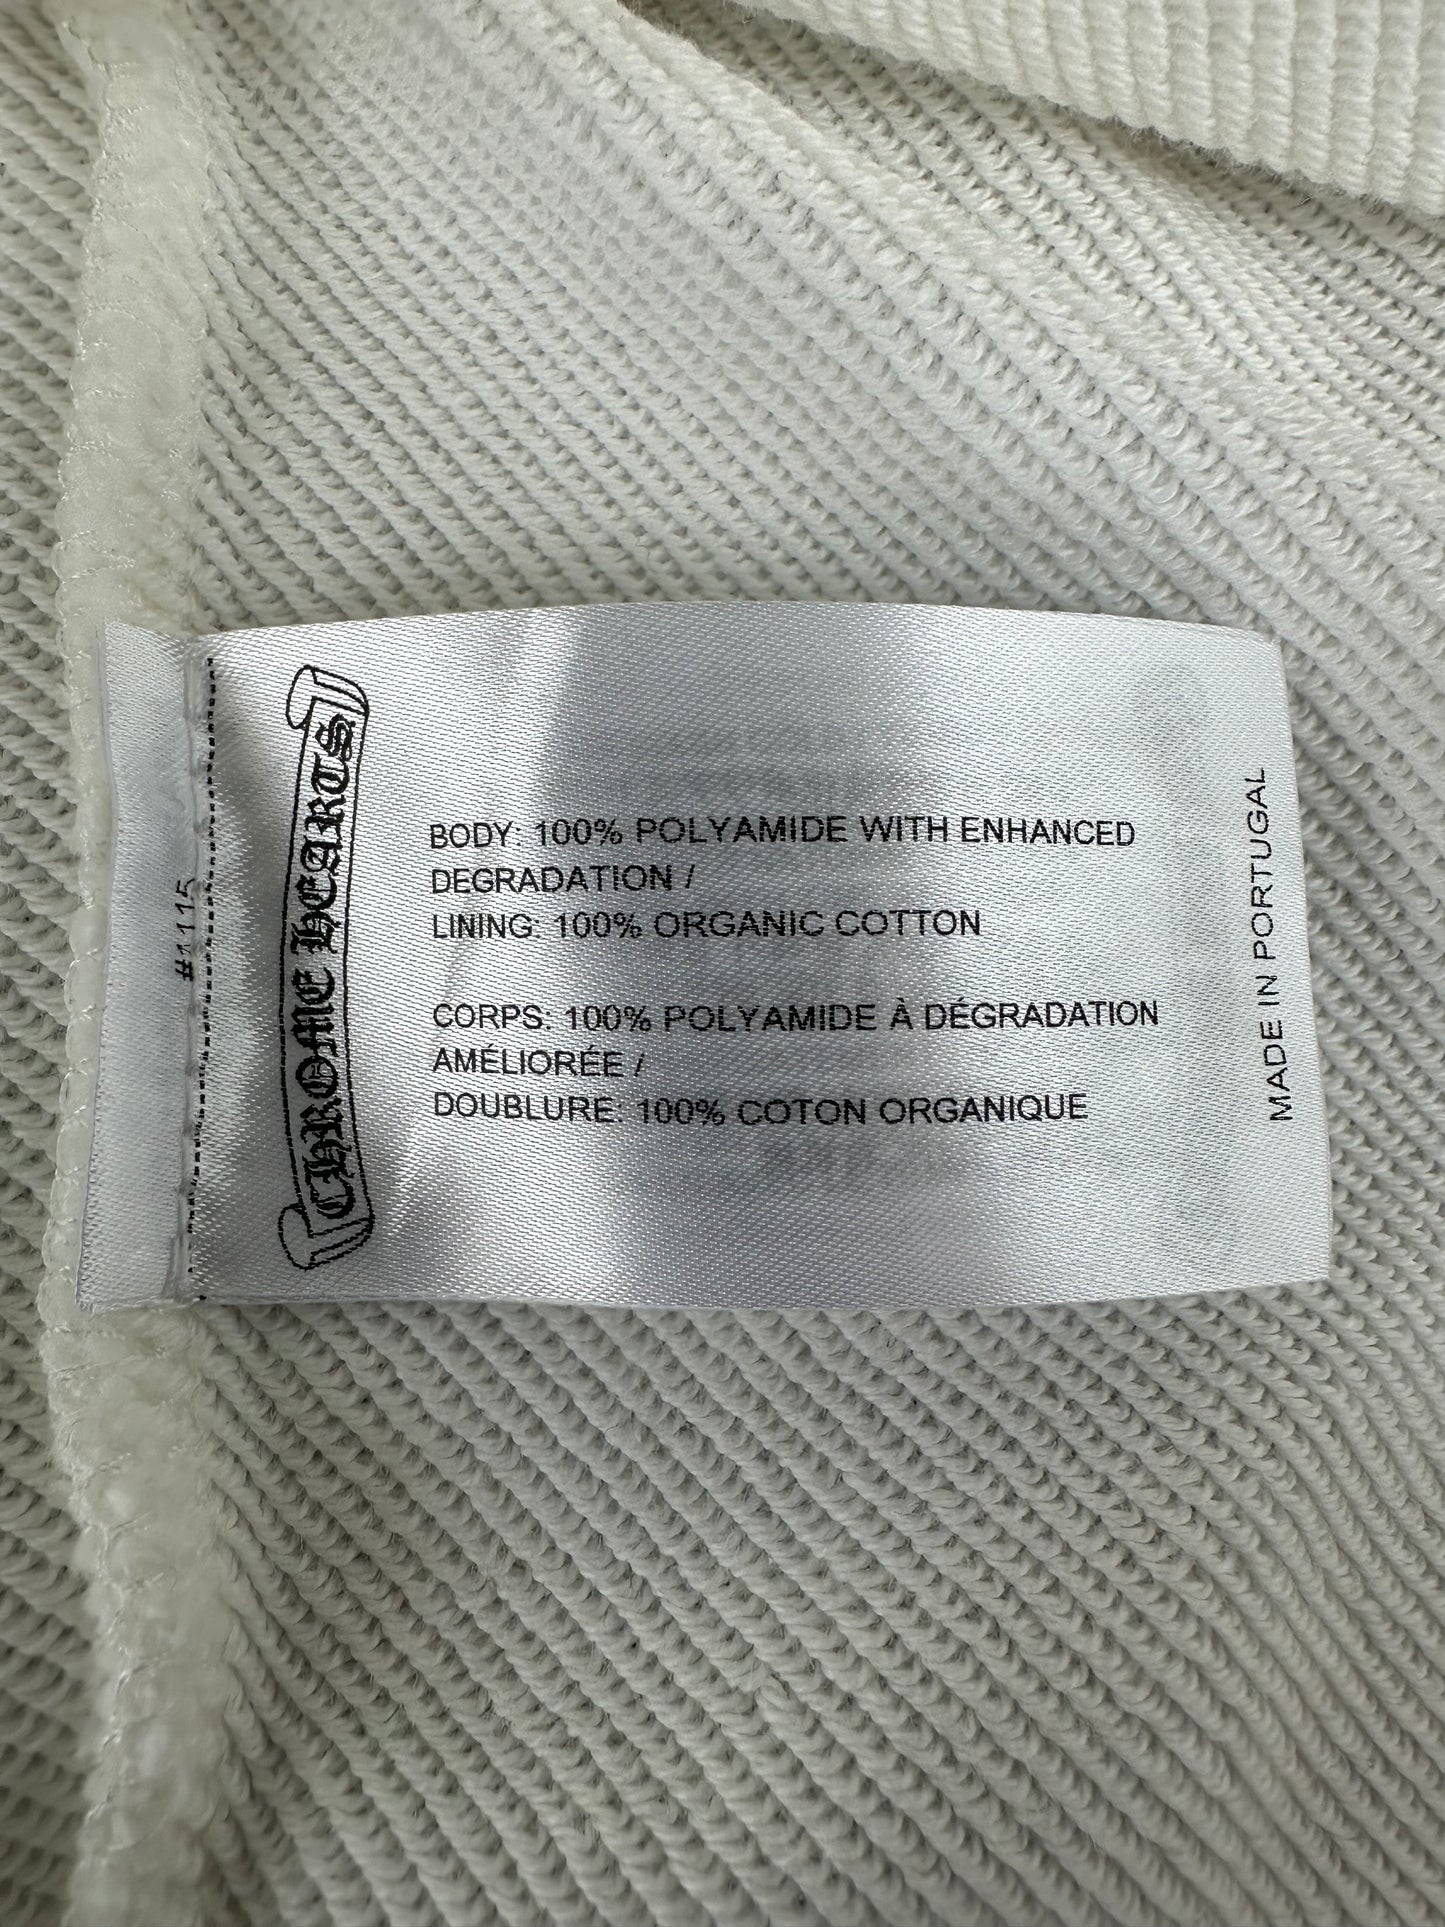 #1115
CHROME HEARTS
BODY: 100% POLYAMIDE WITH ENHANCED
DEGRADATION /
LINING: 100% ORGANIC COTTON
CORPS: 100% POLYAMIDE À DÉGRADATION
AMÉLIORÉE /
DOUBLURE: 100% COTON ORGANIQUE
MADE IN PORTUGAL